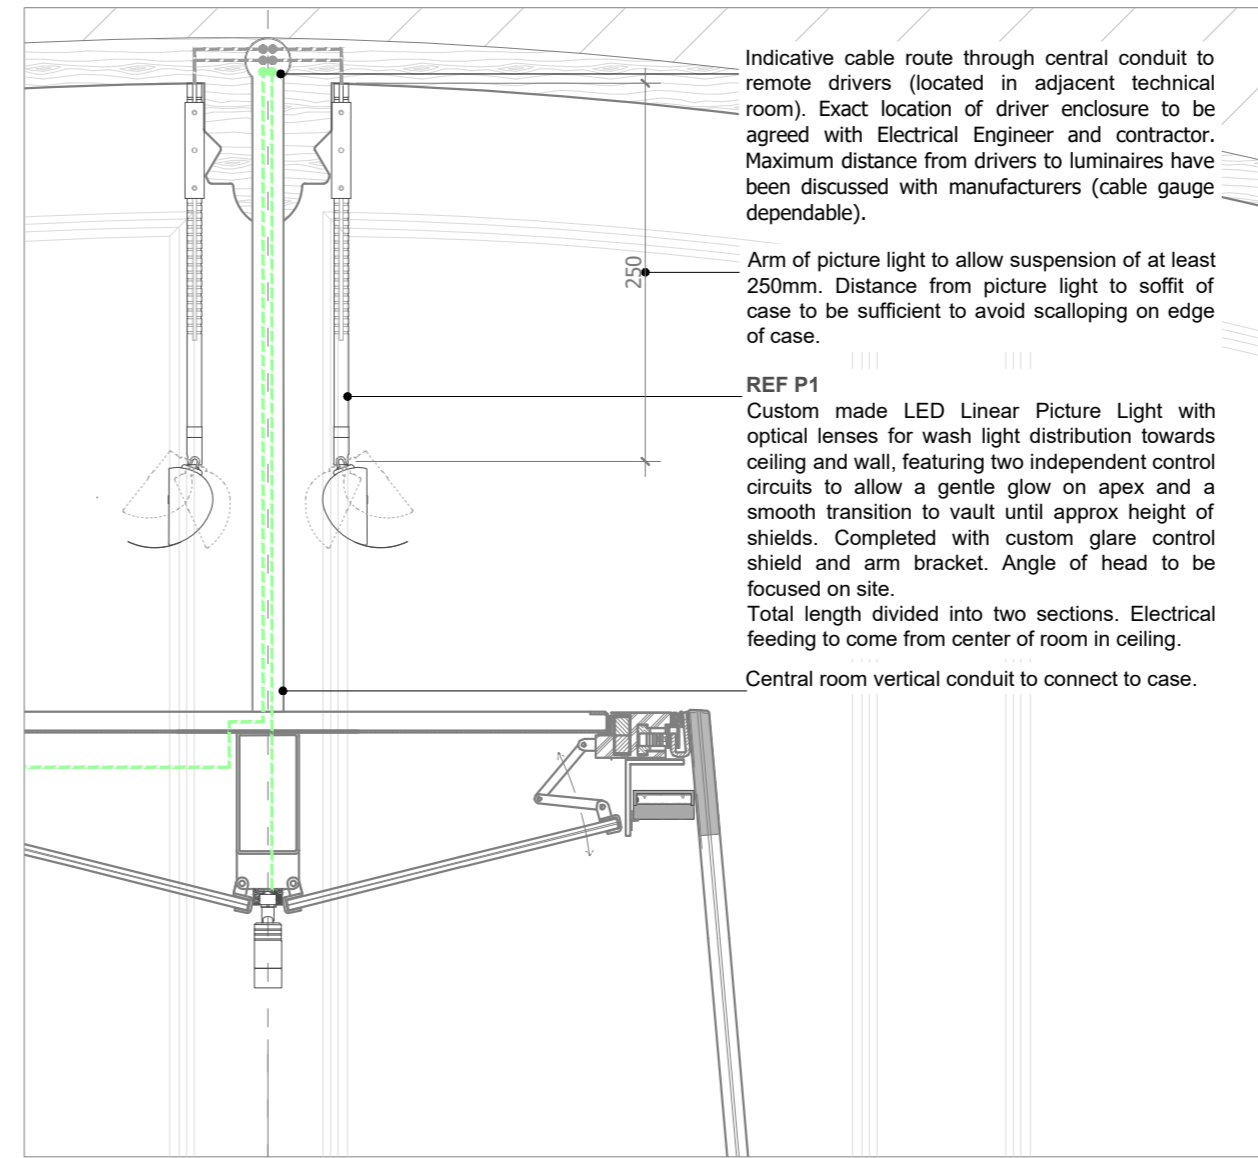 Indicative cable route through central conduit to
remote drivers (located in adjacent technical
room). Exact location of driver enclosure to be
agreed with Electrical Engineer and contractor.
Maximum distance from drivers to luminaires have
been discussed with manufacturers (cable gauge
dependable).
250
Arm of picture light to allow suspension of at least
250mm. Distance from picture light to soffit of
case to be sufficient to avoid scalloping on edge
of case.
REF P1
Custom made LED Linear Picture Light with
optical lenses for wash light distribution towards
ceiling and wall, featuring two independent control
circuits to allow a gentle glow on apex and a
smooth transition to vault until approx height of
shields. Completed with custom glare control
shield and arm bracket. Angle of head to be
focused on site.
Total length divided into two sections. Electrical
feeding to come from center of room in ceiling.
Central room vertical conduit to connect to case.